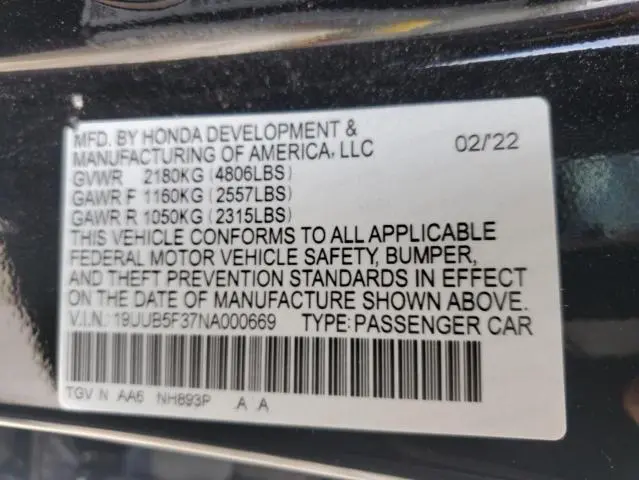 MFD. BY HONDA DEVELOPMENT &
MANUFACTURING OF AMERICA, LLC 02/'22
GVWR 2180KG (4806LBS)
GAWR F 1160KG (2557LBS)
GAWR R 1050KG (2315LBS)
THIS VEHICLE CONFORMS TO ALL APPLICABLE
FEDERAL MOTOR VEHICLE SAFETY, BUMPER,
AND THEFT PREVENTION STANDARDS IN EFFECT
ON THE DATE OF MANUFACTURE SHOWN ABOVE.
V.I.N.: 19UUB5F37NA000669 TYPE: PASSENGER CAR
TGV N AA6 NH893P A A